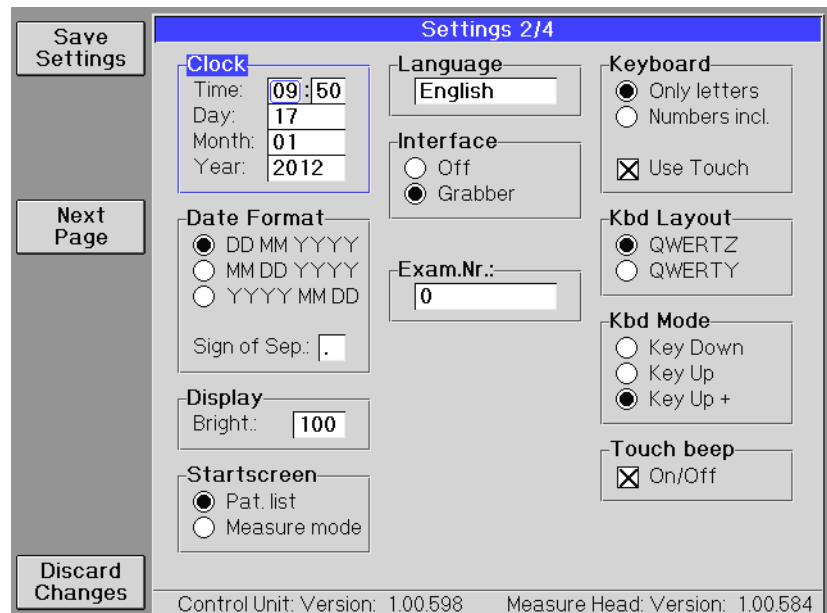 Settings 2/4
Save
Settings
Next
Page
Discard
Changes
Clock
Time: 09:50
Day: 17
Month: 01
Year: 2012
Date Format
DD MM YYYY
MM DD YYYY
YYYY MM DD
Sign of Sep.: .
Display
Bright.: 100
Startscreen
Pat. list
Measure mode
Language
English
Interface
Off
Grabber
Exam.Nr.:
0
Keyboard
Only letters
Numbers incl.
Use Touch
Kbd Layout
QWERTZ
QWERTY
Kbd Mode
Key Down
Key Up
Key Up +
Touch beep
On/Off
Control Unit: Version: 1.00.598 Measure Head: Version: 1.00.584